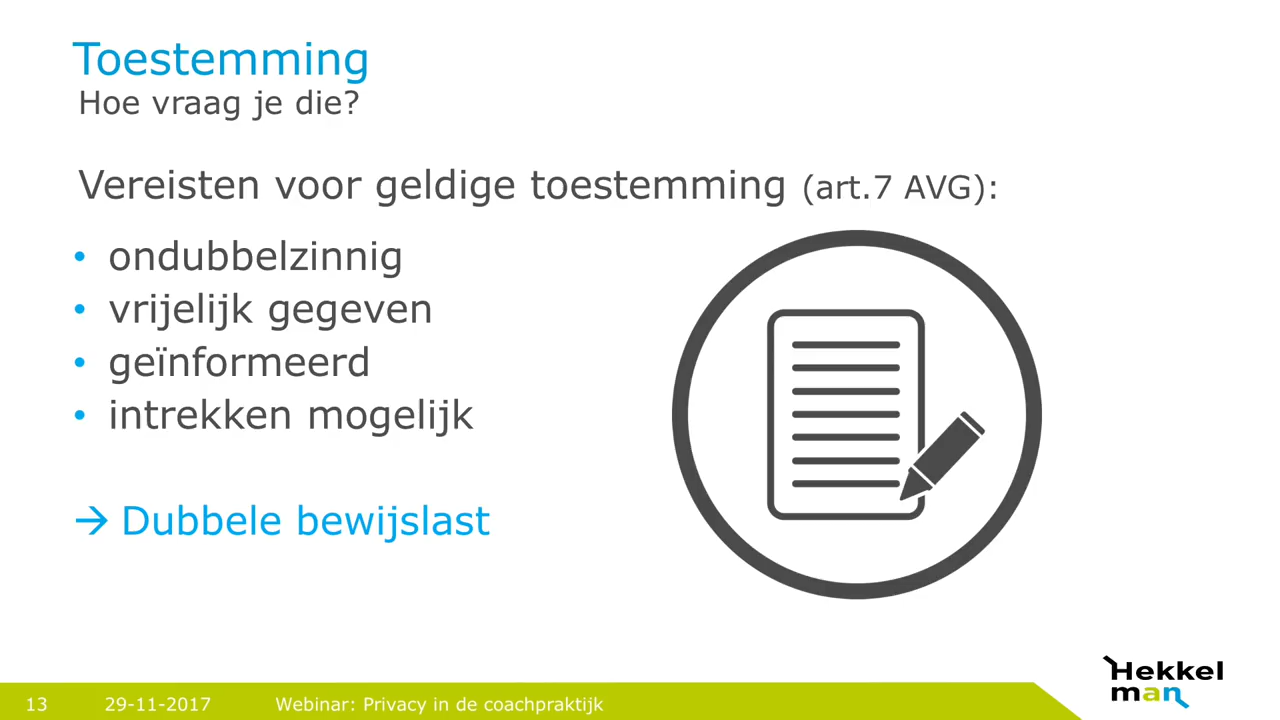 Toestemming
Hoe vraag je die?
Vereisten voor geldige toestemming (art.7 AVG):
• ondubbelzinnig
• vrijelijk gegeven
• geïnformeerd
• intrekken mogelijk
→ Dubbele bewijslast
Hekkel
man
13 29-11-2017 Webinar: Privacy in de coachpraktijk